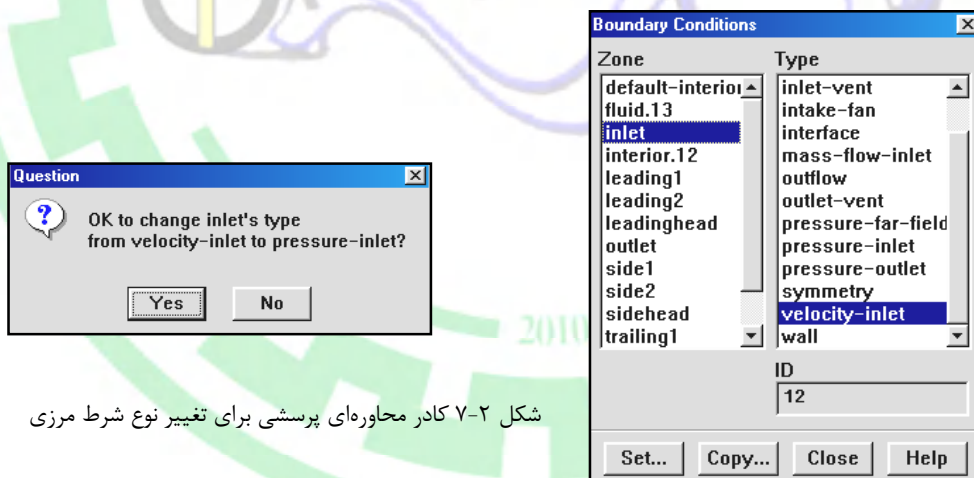 Boundary Conditions
Zone
default-interior
fluid.13
inlet
interior.12
leading1
leading2
leadinghead
outlet
side1
side2
sidehead
trailing1
Type
inlet-vent
intake-fan
interface
mass-flow-inlet
outflow
outlet-vent
pressure-far-field
pressure-inlet
pressure-outlet
symmetry
velocity-inlet
wall
ID
12
Set...
Copy...
Close
Help
Question
OK to change inlet's type
from velocity-inlet to pressure-inlet?
Yes
No
2010
شکل ۲-۷ کادر محاوره‌ای پرسشی برای تغییر نوع شرط مرزی